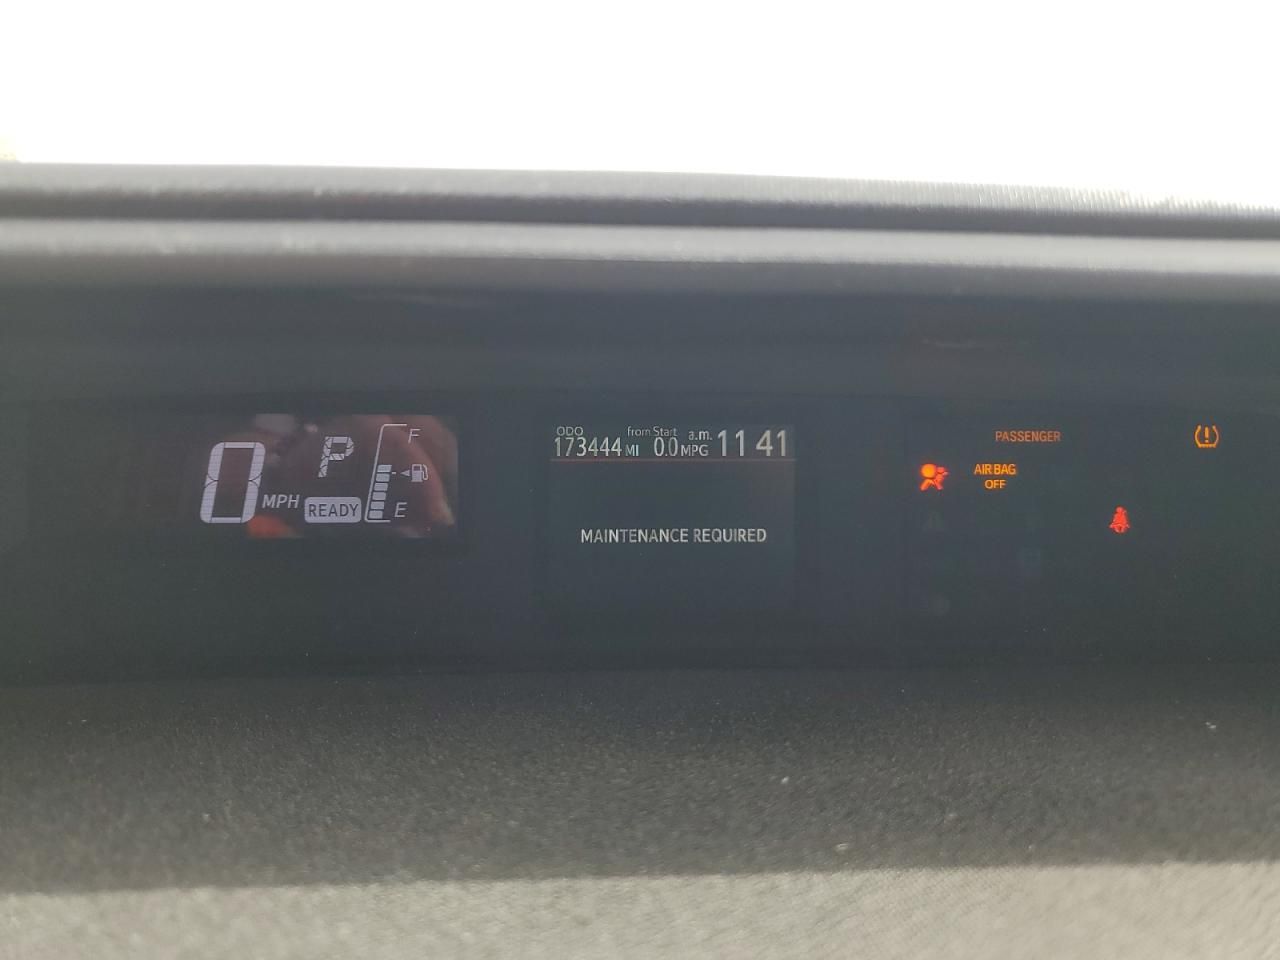 0 MPH
P
READY
F
E
ODO
173444 MI
from Start
0.0 MPG
a.m.
11 41
MAINTENANCE REQUIRED
PASSENGER
AIR BAG
OFF